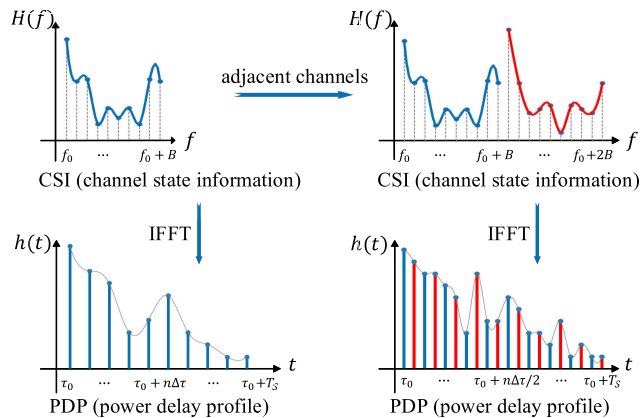 H(f)
f
f₀ ... f₀ + B
CSI (channel state information)
adjacent channels
H(f)
f
f₀ ... f₀ + B ... f₀+2B
CSI (channel state information)
IFFT
IFFT
h(t)
t
τ₀ ... τ₀ + nΔτ ... τ₀ +Tₛ
PDP (power delay profile)
h(t)
t
τ₀ ... τ₀ + nΔτ/2 ... τ₀+Tₛ
PDP (power delay profile)